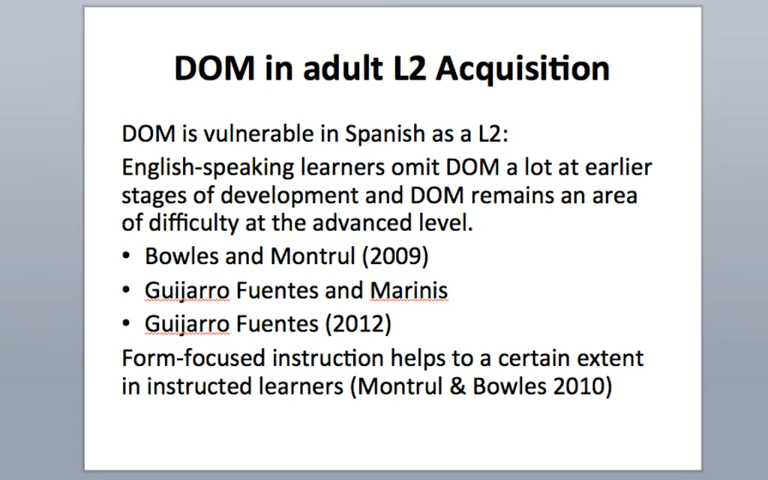 DOM in adult L2 Acquisition
DOM is vulnerable in Spanish as a L2:
English-speaking learners omit DOM a lot at earlier
stages of development and DOM remains an area
of difficulty at the advanced level.
• Bowles and Montrul (2009)
• Guijarro Fuentes and Marinis
• Guijarro Fuentes (2012)
Form-focused instruction helps to a certain extent
in instructed learners (Montrul & Bowles 2010)